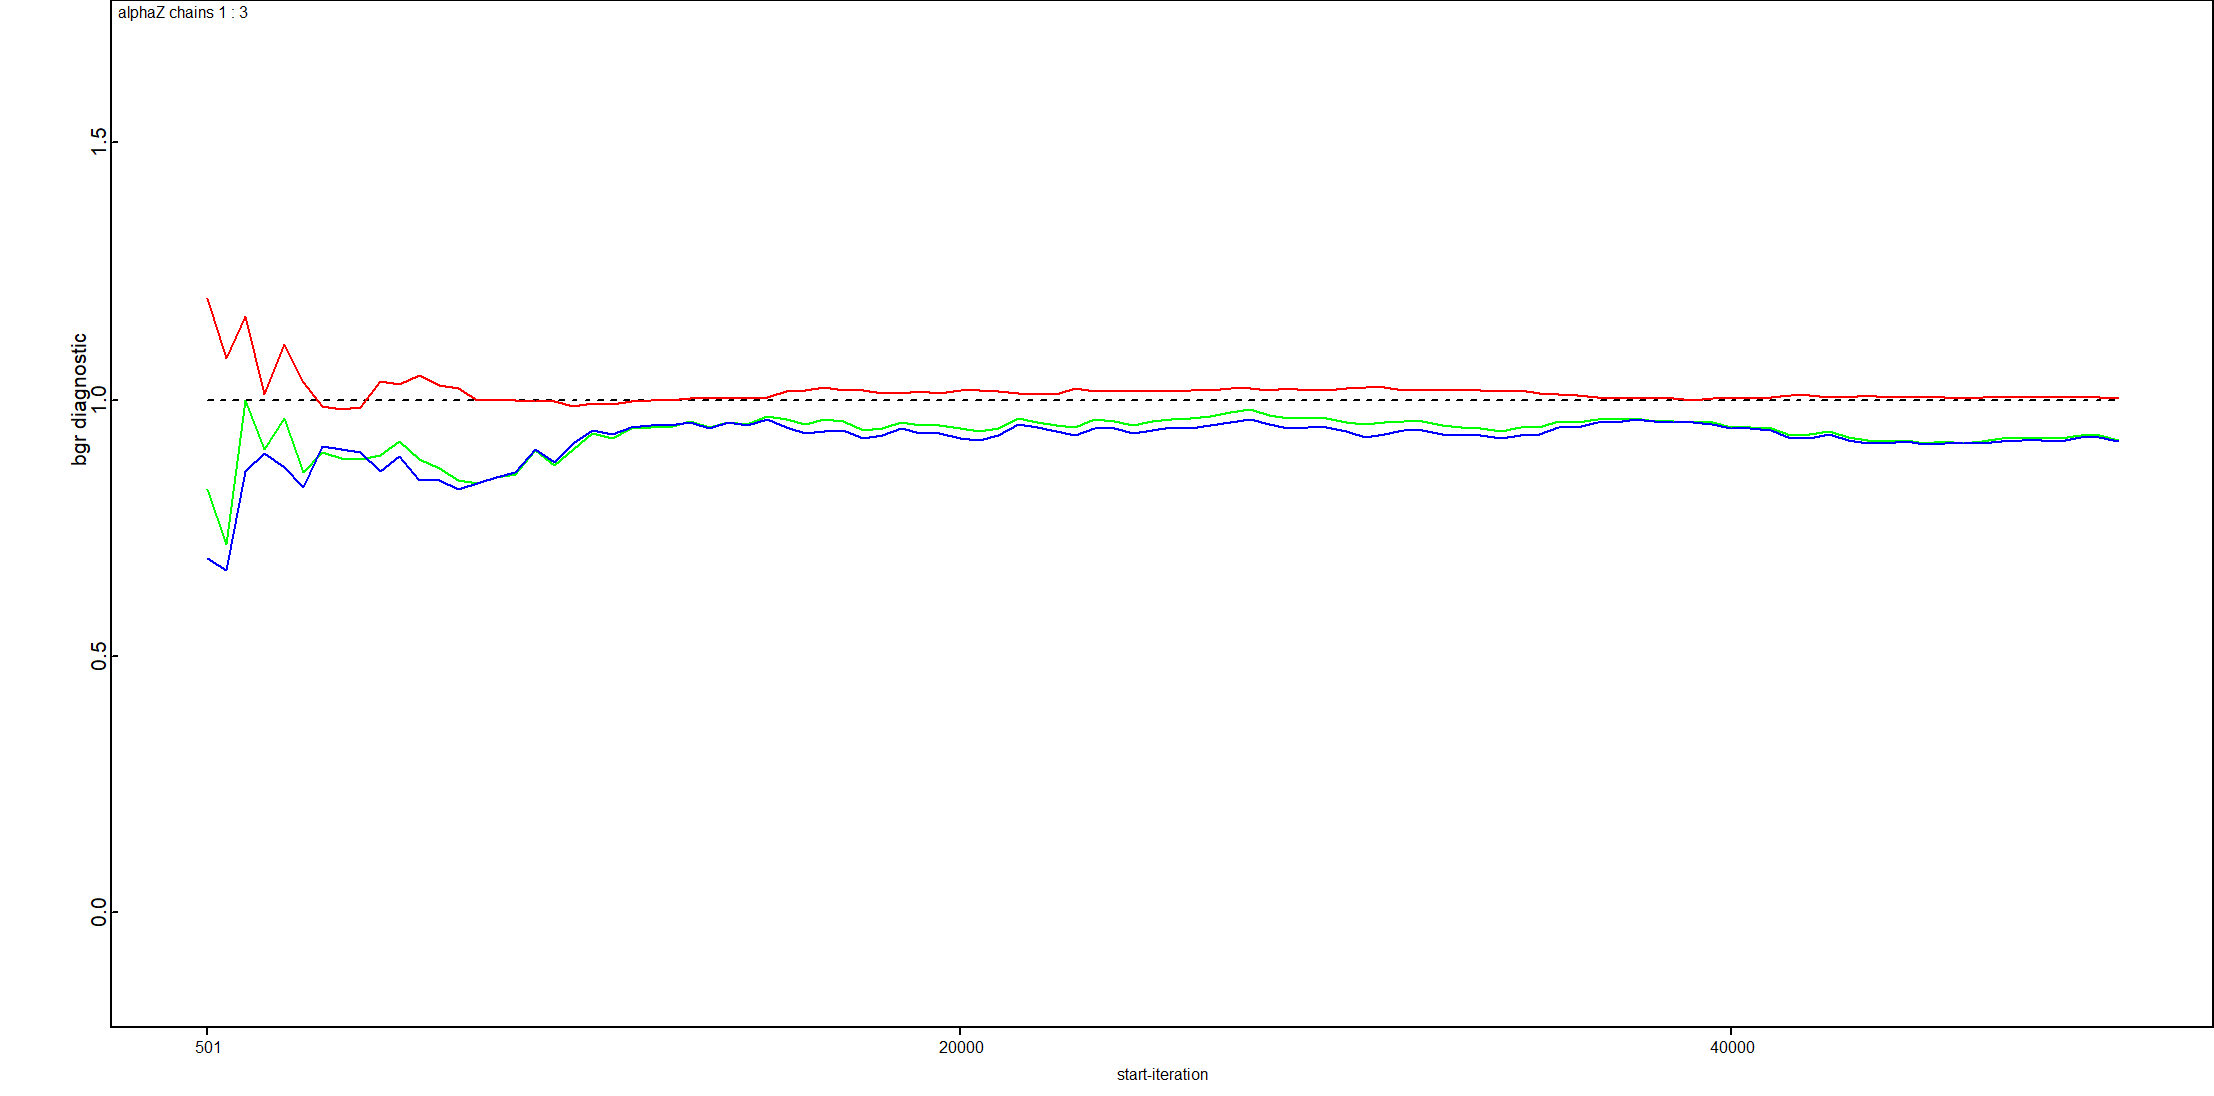 alphaZ chains 1 : 3
bgr diagnostic
1.5
1.0
0.5
0.0
501 20000 40000
start-iteration